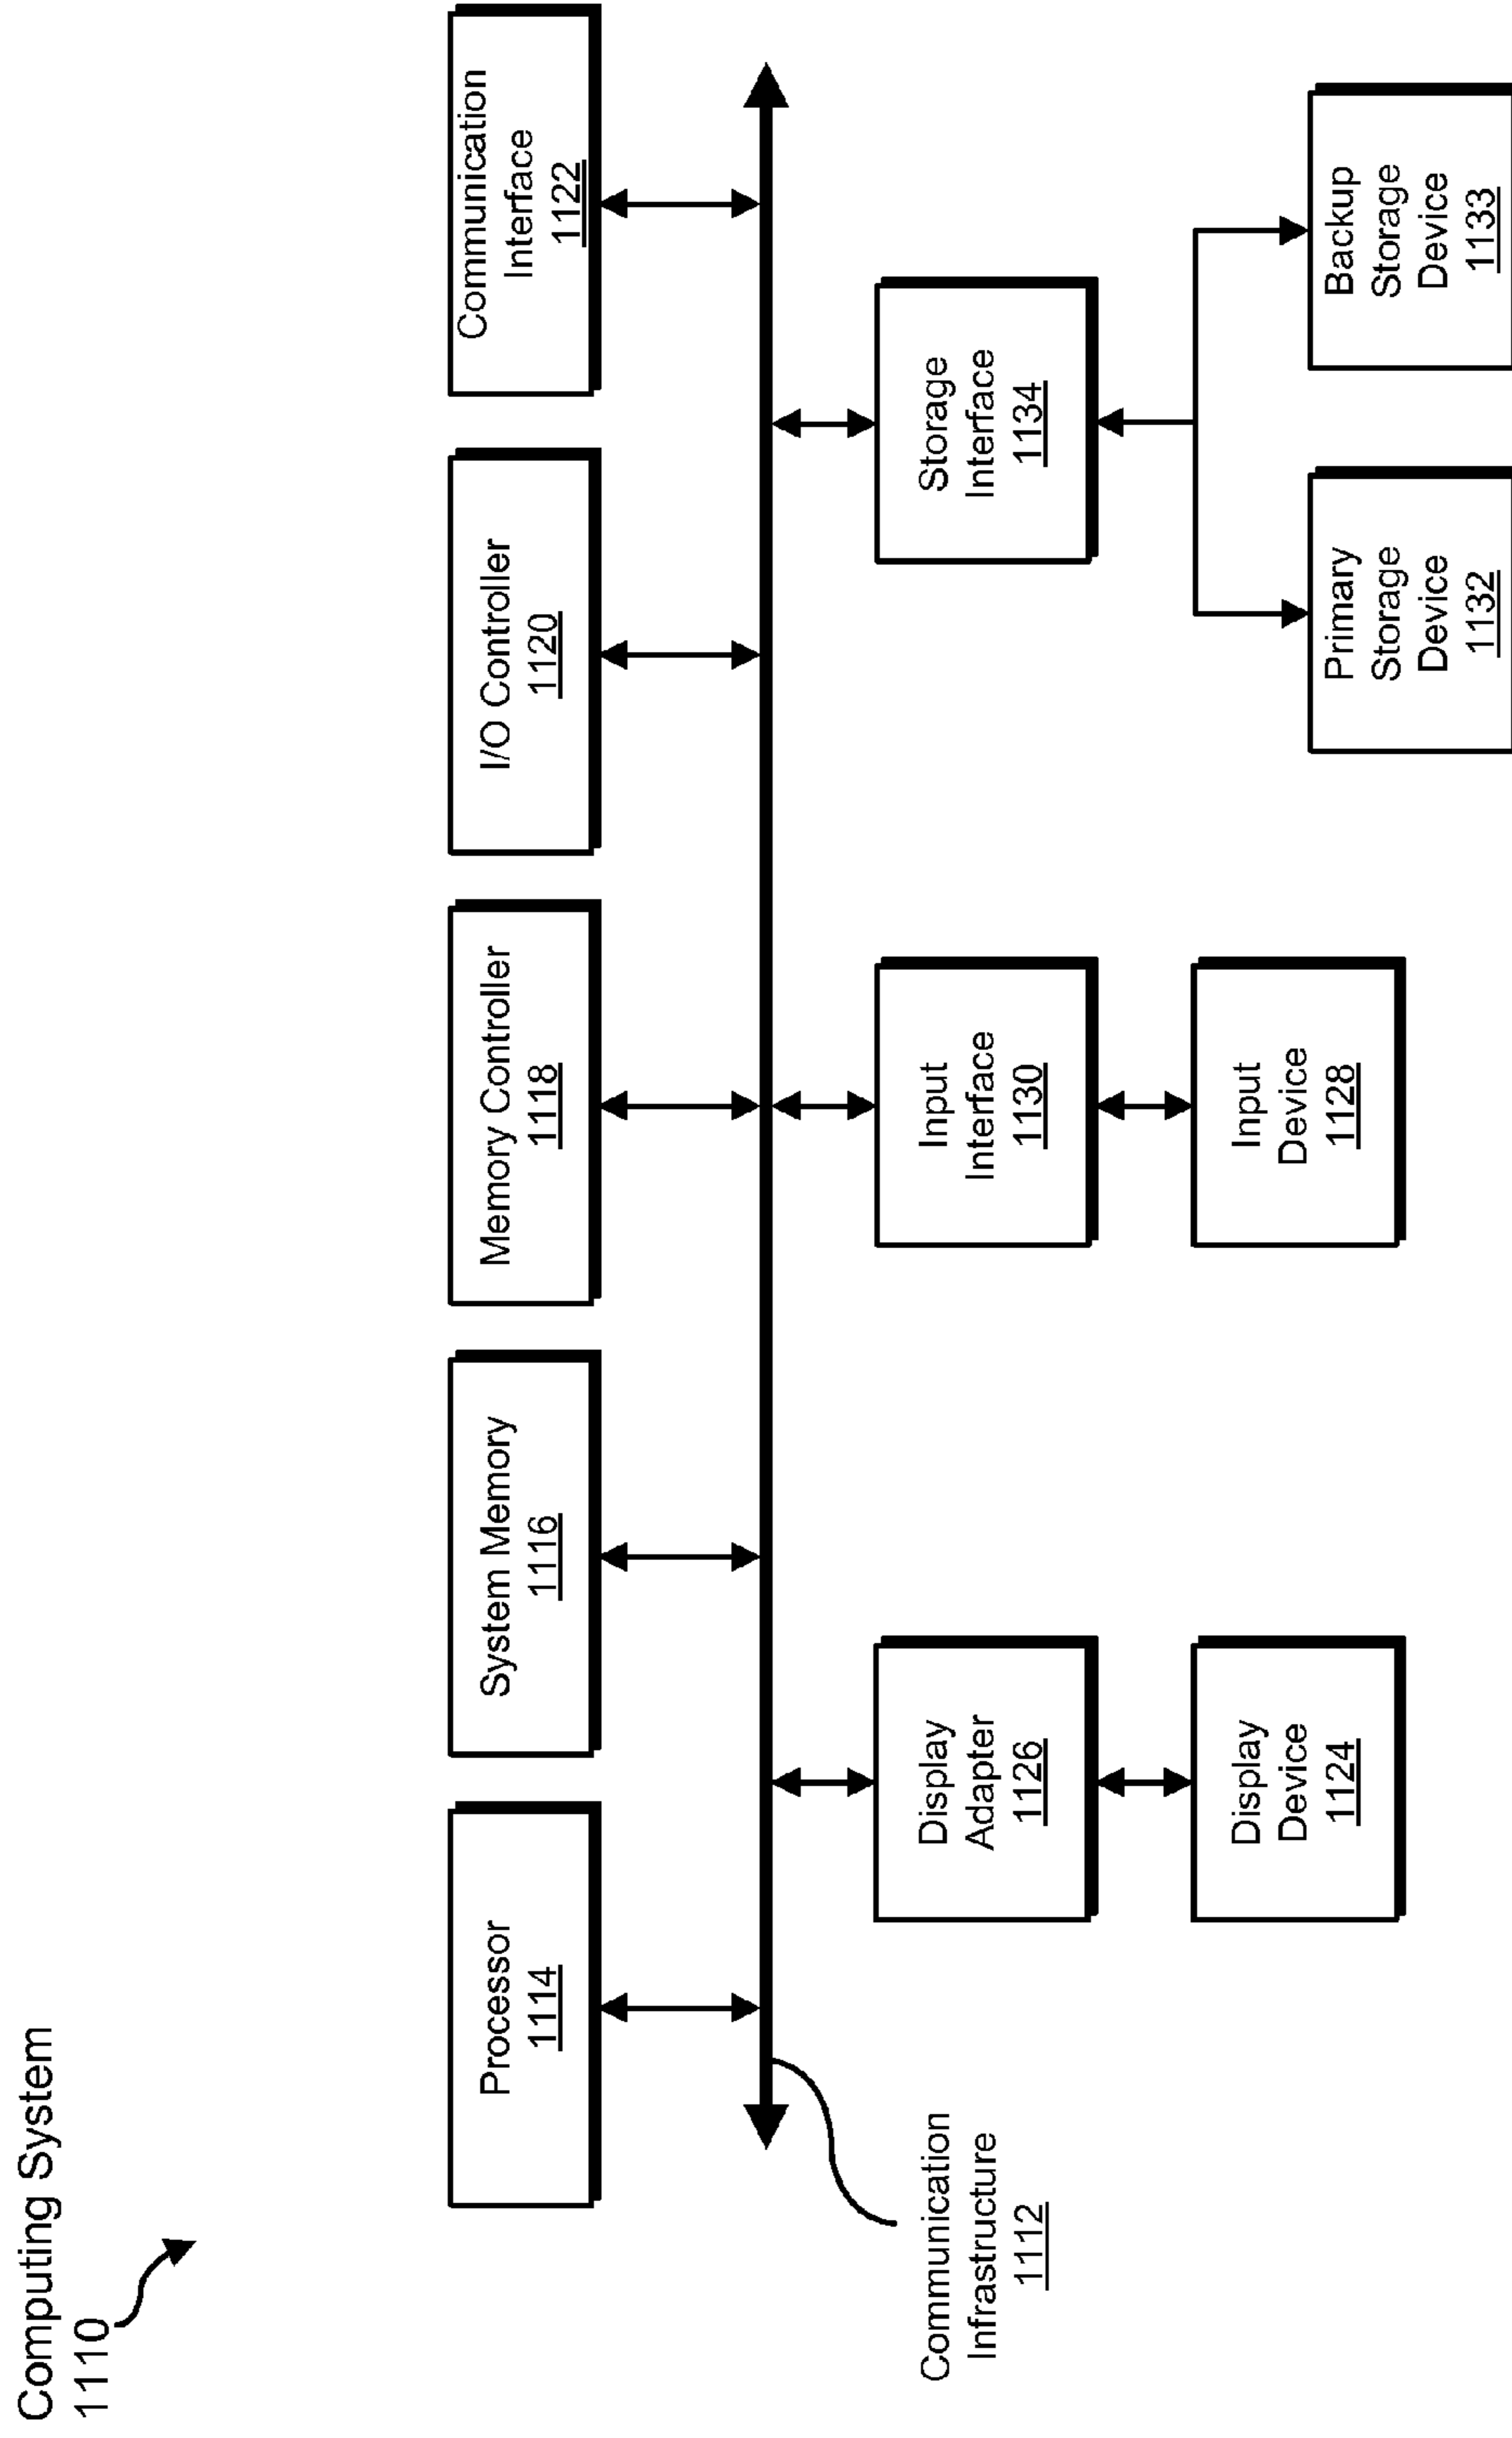 Computing System
1110
Processor
1114
System Memory
1116
Memory Controller
1118
I/O Controller
1120
Communication
Interface
1122
Communication
Infrastructure
1112
Display
Adapter
1126
Input
Interface
1130
Storage
Interface
1134
Display
Device
1124
Input
Device
1128
Primary
Storage
Device
1132
Backup
Storage
Device
1133